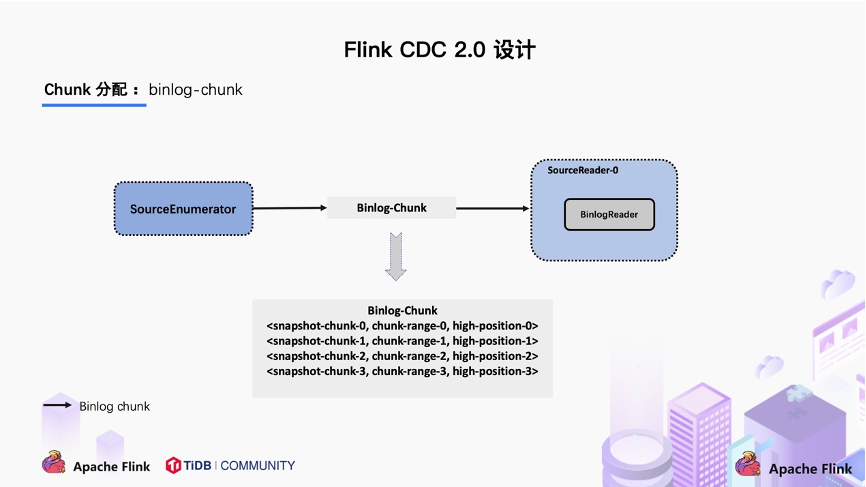 Flink CDC 2.0 设计
Chunk 分配 : binlog-chunk
SourceEnumerator
Binlog-Chunk
SourceReader-0
BinlogReader
Binlog-Chunk
<snapshot-chunk-0, chunk-range-0, high-position-0>
<snapshot-chunk-1, chunk-range-1, high-position-1>
<snapshot-chunk-2, chunk-range-2, high-position-2>
<snapshot-chunk-3, chunk-range-3, high-position-3>
Binlog chunk
Apache Flink
TiDB | COMMUNITY
Apache Flink